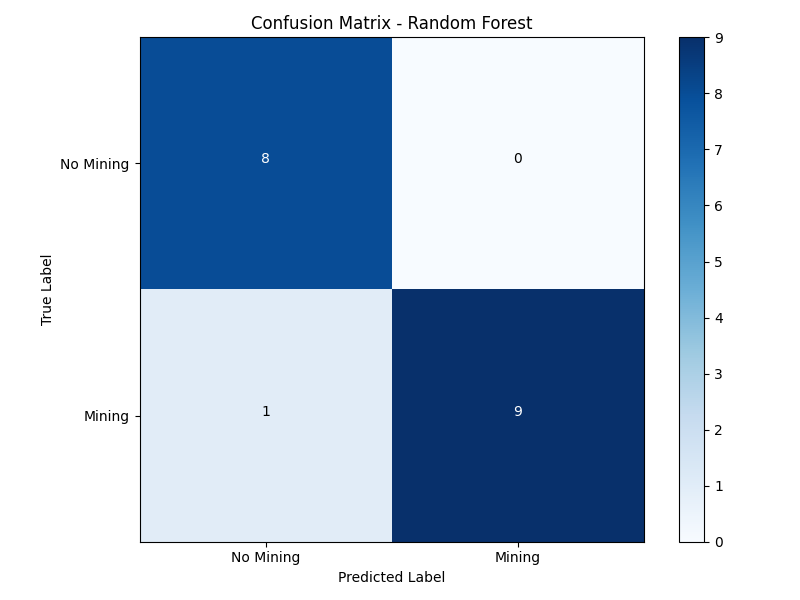 Confusion Matrix - Random Forest
No Mining
Mining
True Label
8
0
1
9
No Mining
Mining
Predicted Label
9
8
7
6
5
4
3
2
1
0